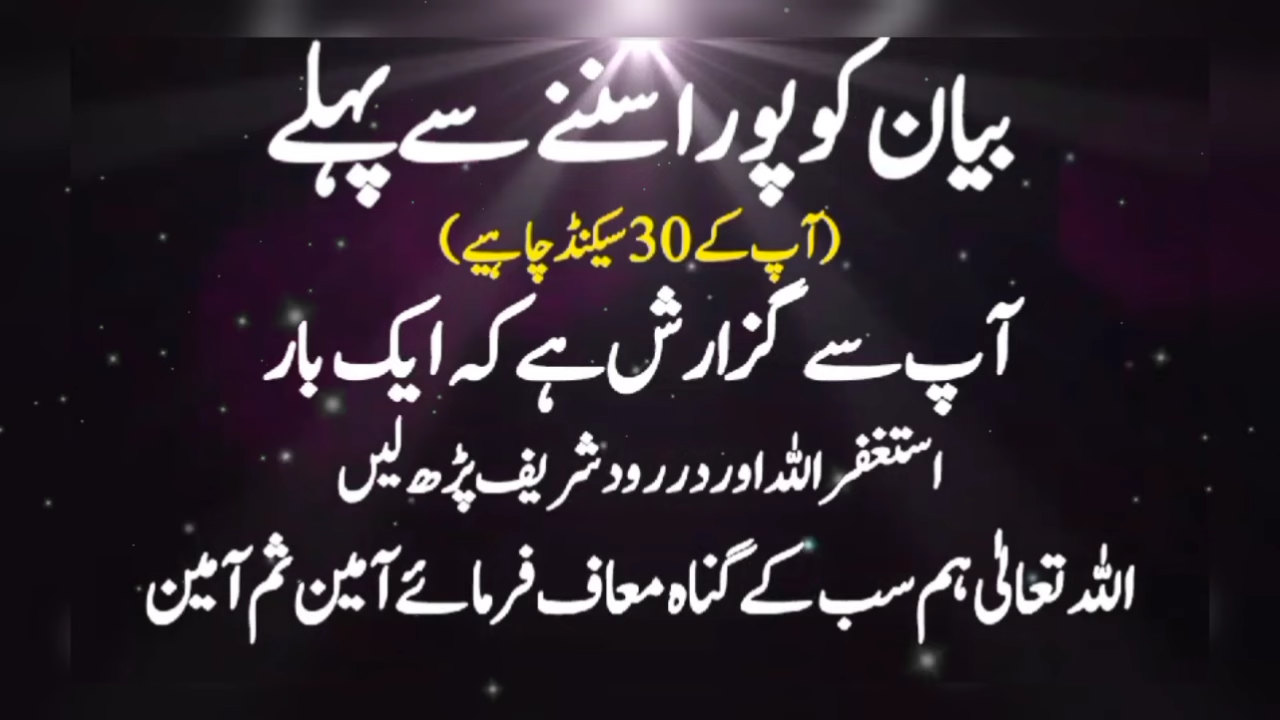 بیان کو پورا سننے سے پہلے
(آپ کے 30 سیکنڈ چاہیے)
آپ سے گزارش ہے کہ ایک بار
استغفر اللہ اور دررود شریف پڑھ لیں
اللہ تعالیٰ ہم سب کے گناہ معاف فرمائے آمین ثم آمین